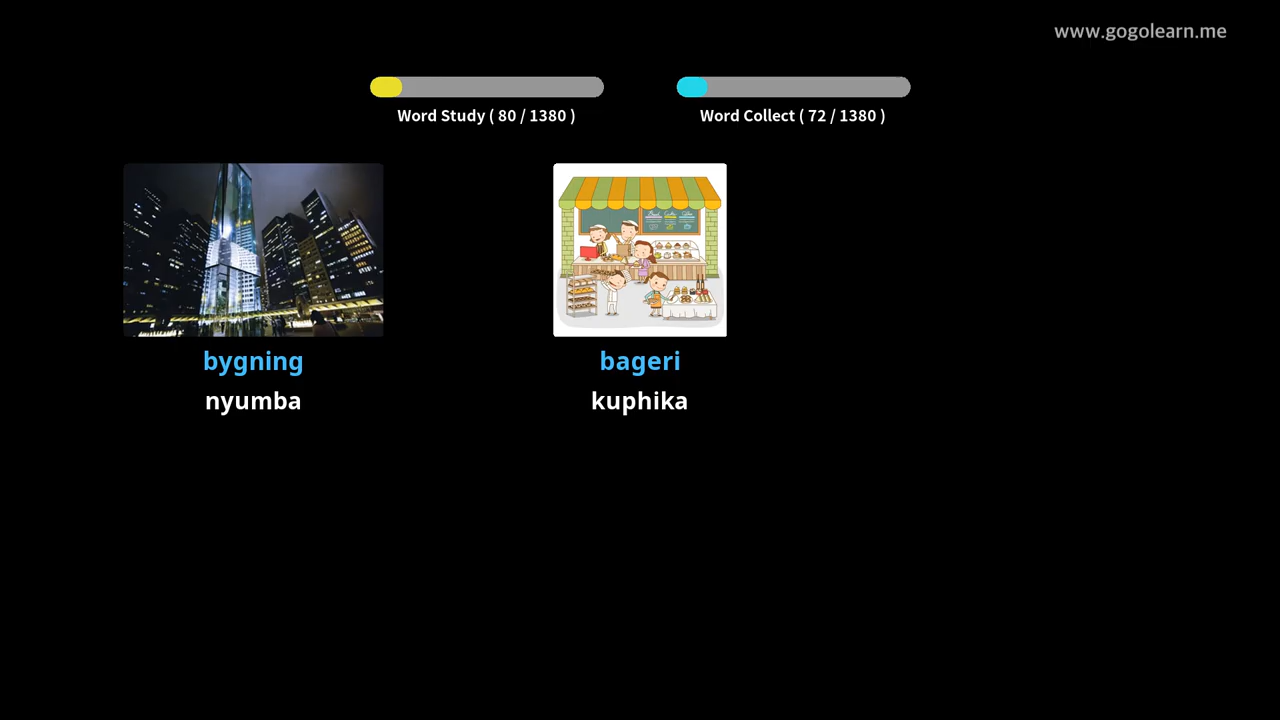 www.gogolearn.me
Word Study ( 80 / 1380 )
Word Collect ( 72 / 1380 )
bygning
bageri
nyumba
kuphika